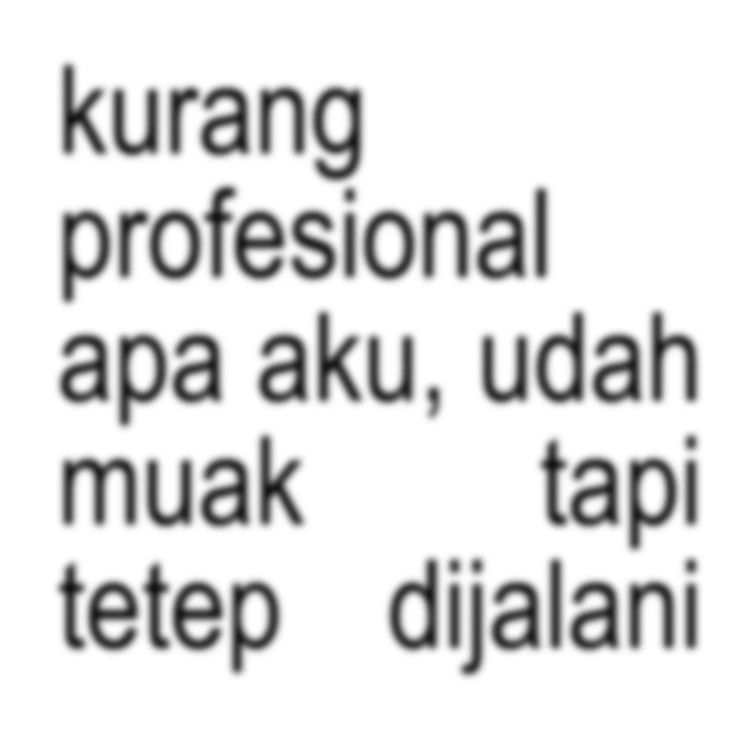 kurang
profesional
apa aku, udah
muak tapi
tetep dijalani